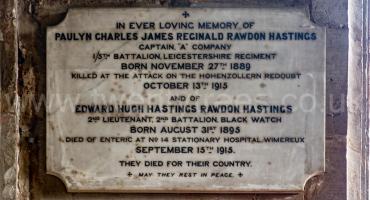 IN EVER LOVING MEMORY OF
PAULYN CHARLES JAMES REGINALD RAWDON HASTINGS
CAPTAIN, "A" COMPANY
1/5TH BATTALION, LEICESTERSHIRE REGIMENT
BORN NOVEMBER 27TH 1889
KILLED AT THE ATTACK ON THE HOHENZOLLERN REDOUBT
OCTOBER 13TH 1915
AND OF
EDWARD HUGH HASTINGS RAWDON HASTINGS
2ND LIEUTENANT, 2ND BATTALION, BLACK WATCH
BORN AUGUST 31ST 1895
DIED OF ENTERIC AT NO 14 STATIONARY HOSPITAL, WIMEREUX
SEPTEMBER 15TH 1915.
THEY DIED FOR THEIR COUNTRY.
MAY THEY REST IN PEACE.